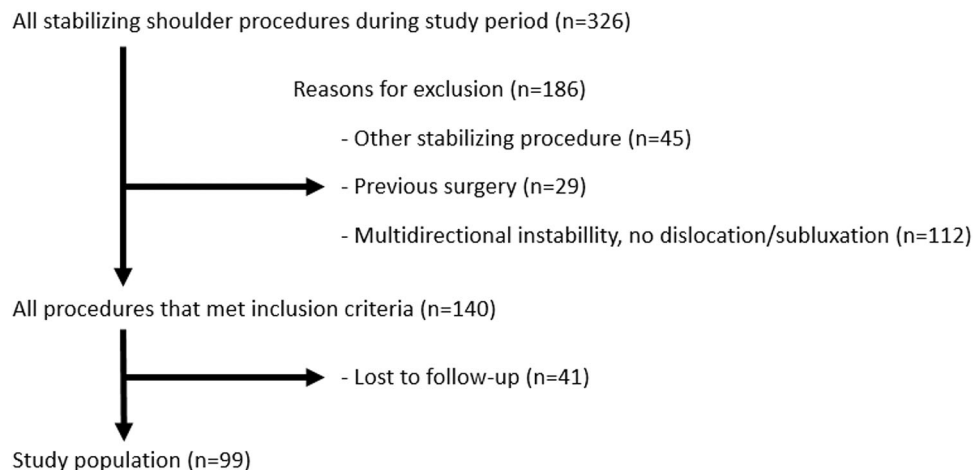 All stabilizing shoulder procedures during study period (n=326)
Reasons for exclusion (n=186)
- Other stabilizing procedure (n=45)
- Previous surgery (n=29)
- Multidirectional instabillity, no dislocation/subluxation (n=112)
All procedures that met inclusion criteria (n=140)
- Lost to follow-up (n=41)
Study population (n=99)